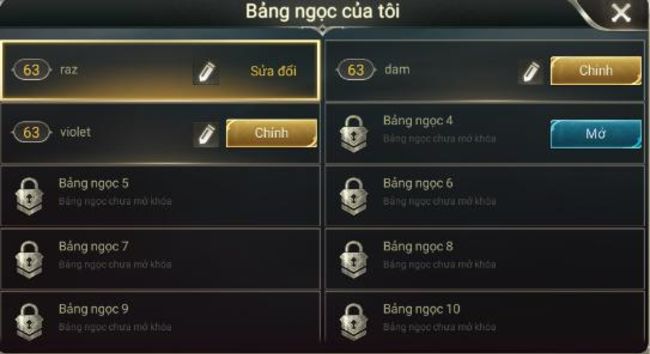 Bảng ngọc của tôi
63 raz Sửa đổi
63 dam Chỉnh
63 violet Chỉnh
Bảng ngọc 4
Bảng ngọc chưa mở khóa
Mở
Bảng ngọc 5
Bảng ngọc chưa mở khóa
Bảng ngọc 6
Bảng ngọc chưa mở khóa
Bảng ngọc 7
Bảng ngọc chưa mở khóa
Bảng ngọc 8
Bảng ngọc chưa mở khóa
Bảng ngọc 9
Bảng ngọc chưa mở khóa
Bảng ngọc 10
Bảng ngọc chưa mở khóa